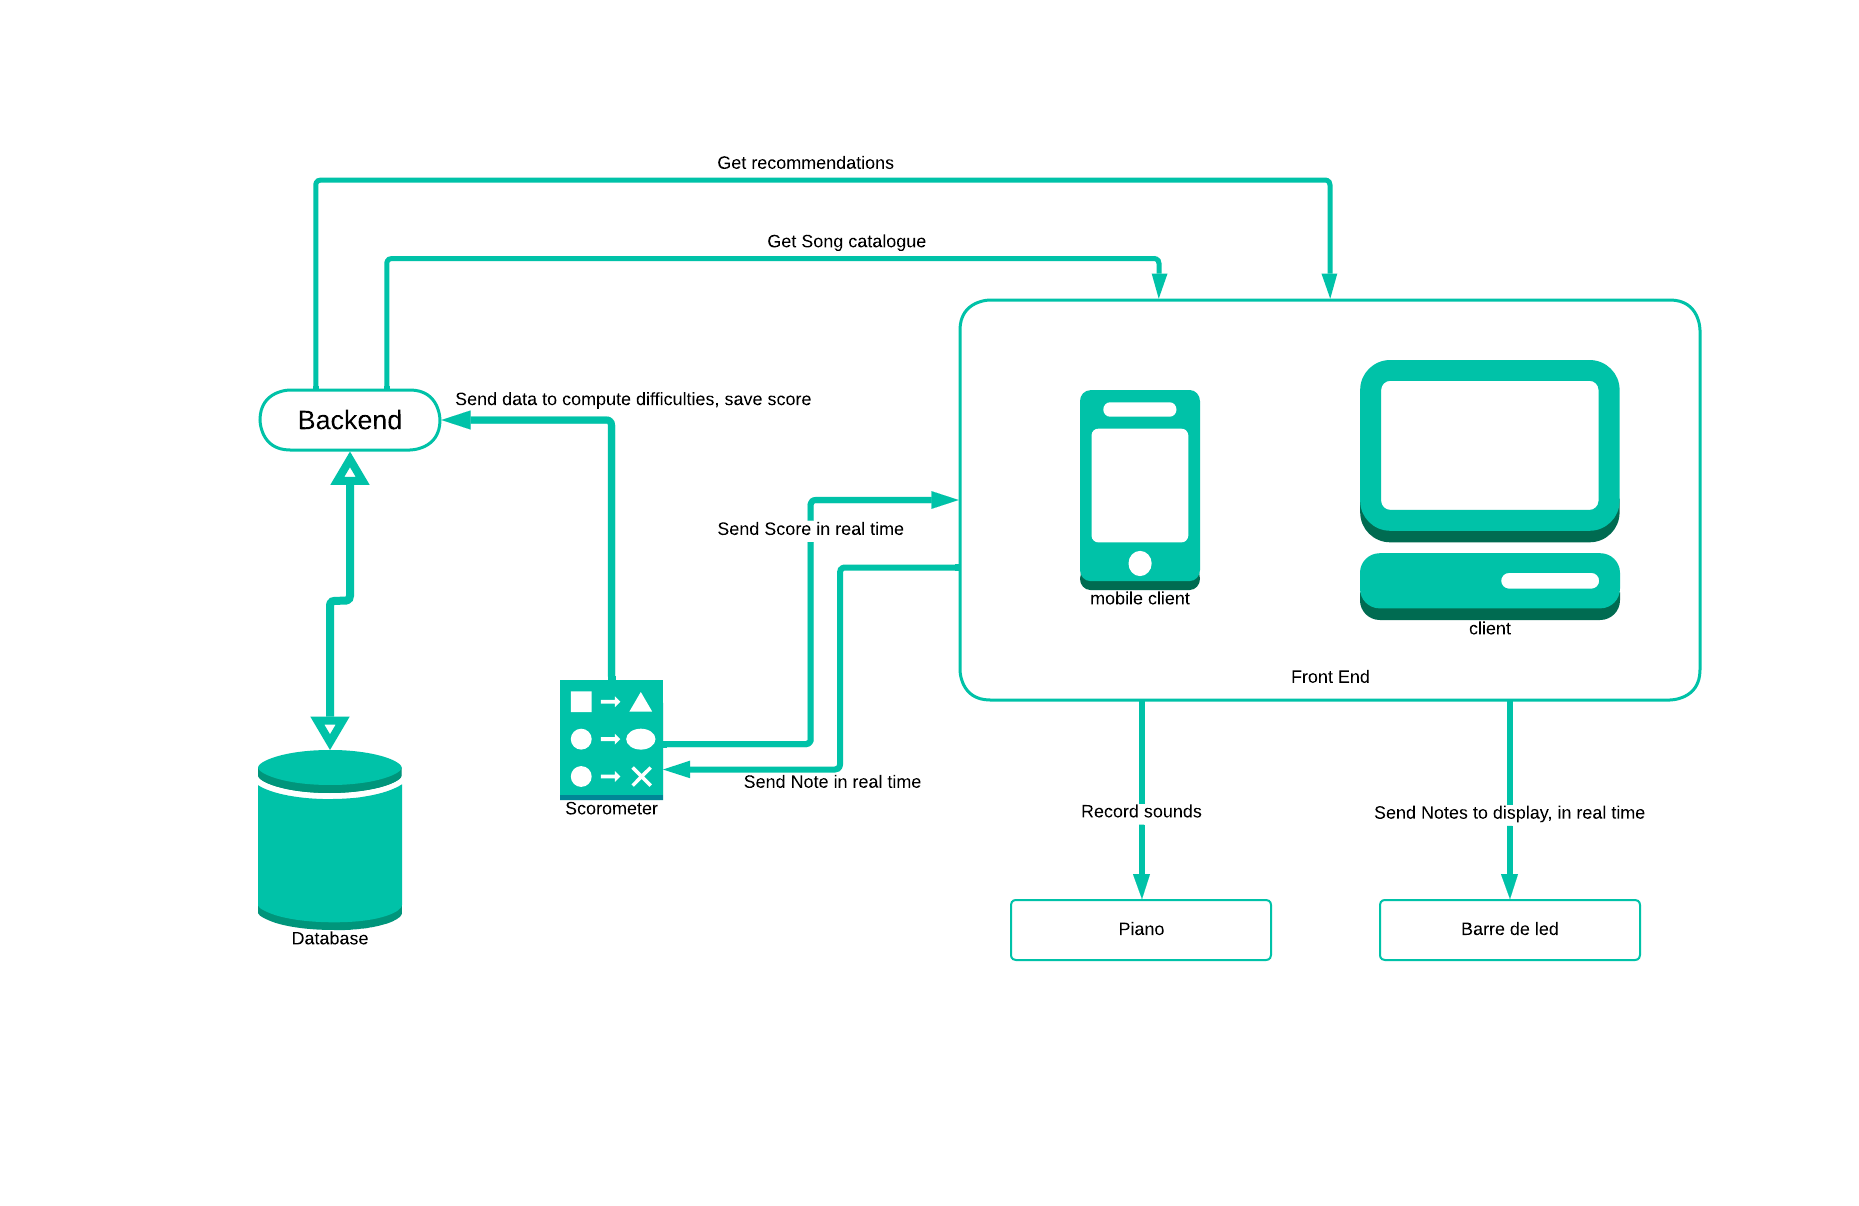 Get recommendations
Get Song catalogue
Backend
Send data to compute difficulties, save score
Send Score in real time
mobile client
client
Front End
Send Note in real time
Scorometer
Record sounds
Send Notes to display, in real time
Database
Piano
Barre de led